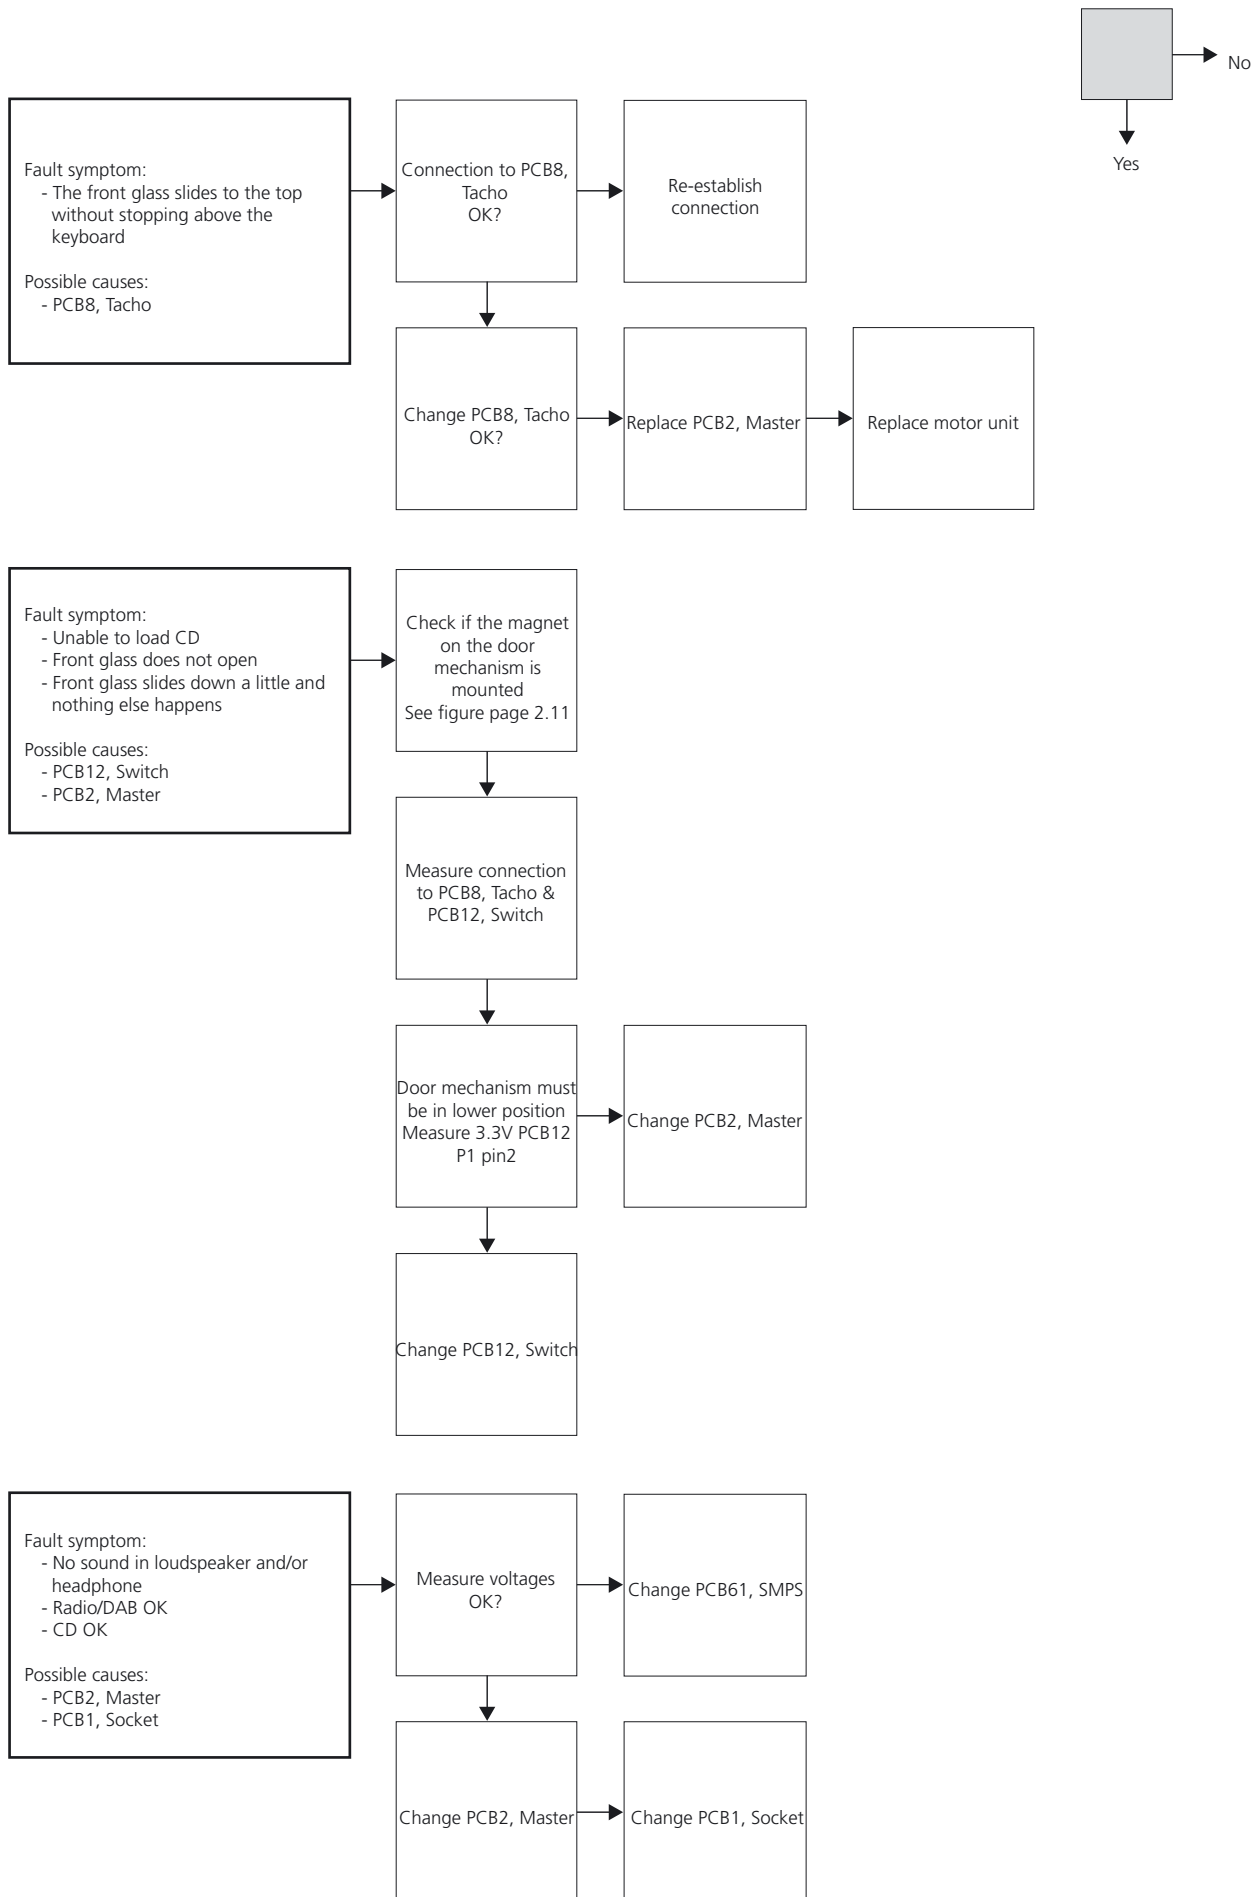 No
Yes
Fault symptom:
- The front glass slides to the top
without stopping above the
keyboard
Possible causes:
- PCB8, Tacho
Connection to PCB8,
Tacho
OK?
Re-establish
connection
Change PCB8, Tacho
OK?
Replace PCB2, Master
Replace motor unit
Fault symptom:
- Unable to load CD
- Front glass does not open
- Front glass slides down a little and
nothing else happens
Possible causes:
- PCB12, Switch
- PCB2, Master
Check if the magnet
on the door
mechanism is
mounted
See figure page 2.11
Measure connection
to PCB8, Tacho &
PCB12, Switch
Door mechanism must
be in lower position
Measure 3.3V PCB12
P1 pin2
Change PCB2, Master
Change PCB12, Switch
Fault symptom:
- No sound in loudspeaker and/or
headphone
- Radio/DAB OK
- CD OK
Possible causes:
- PCB2, Master
- PCB1, Socket
Measure voltages
OK?
Change PCB61, SMPS
Change PCB2, Master
Change PCB1, Socket